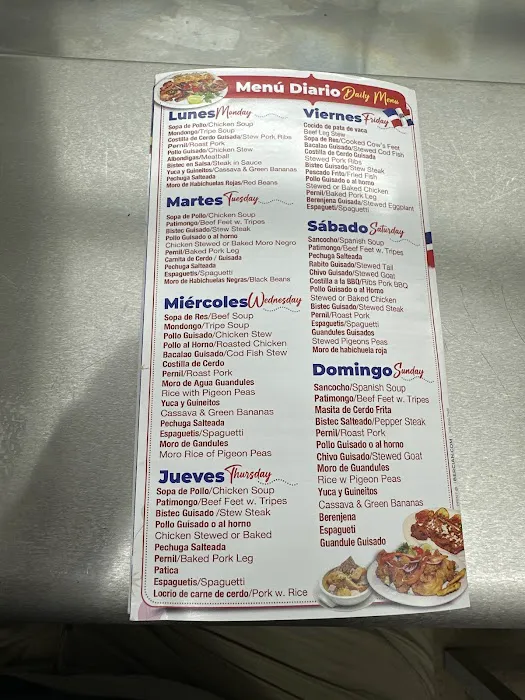 Menú Diario Daily Menu
Lunes Monday
Sopa de Pollo/Chicken Soup
Mondongo/Tripe Soup
Costilla de Cerdo Guisada/Stew Pork Ribs
Pernil/Roast Pork
Pollo Guisado/Chicken Stew
Albondigas/Meatball
Bistec en Salsa/Steak in Sauce
Yuca y Guineitos/Cassava & Green Bananas
Pechuga Salteada
Moro de Habichuelas Rojas/Red Beans
Martes Tuesday
Sopa de Pollo/Chicken Soup
Patimongo/Beef Feet w. Tripes
Bistec Guisado/Stew Steak
Pollo Guisado o al horno
Chicken Stewed or Baked Moro Negro
Pernil/Baked Pork Leg
Carnita de Cerdo / Guisada
Pechuga Salteada
Espaguetis/Spaguetti
Moro de Habichuelas Negras/Black Beans
Miércoles Wednesday
Sopa de Res/Beef Soup
Mondongo/Tripe Soup
Pollo Guisado/Chicken Stew
Pollo al Horno/Roasted Chicken
Bacalao Guisado/Cod Fish Stew
Costilla de Cerdo
Pernil/Roast Pork
Moro de Agua Guandules
Rice with Pigeon Peas
Yuca y Guineitos
Cassava & Green Bananas
Pechuga Salteada
Espaguetis/Spaguetti
Moro de Gandules
Moro Rice of Pigeon Peas
Jueves Thursday
Sopa de Pollo/Chicken Soup
Patimongo/Beef Feet w. Tripes
Bistec Guisado /Stew Steak
Pollo Guisado o al horno
Chicken Stewed or Baked
Pechuga Salteada
Pernil/Baked Pork Leg
Patica
Espaguetis/Spaguetti
Locrio de carne de cerdo/Pork w. Rice
Viernes Friday
Cocido de pata de vaca
Beef Leg Stew
Sopa de Res/Cooked Cow's Feet
Bacalao Guisado/Stewed Cod Fish
Costilla de Cerdo Guisada
Stewed Pork Ribs
Bistec Guisado/Stew Steak
Pescado Frito/Fried Fish
Pollo Guisado o al horno
Stewed or Baked Chicken
Pernil/Baked Pork Leg
Berenjena Guisada/Stewed Eggplant
Espagueti/Spaguetti
Sábado Saturday
Sancocho/Spanish Soup
Patimongo/Beef Feet w. Tripes
Pechuga Salteada
Rabito Guisado/Stewed Tail
Chivo Guisado/Stewed Goat
Costilla a la BBQ/Ribs Pork BBQ
Pollo Guisado o al Horno
Stewed or Baked Chicken
Bistec Guisado/Stewed Steak
Pernil/Roast Pork
Espaguetis/Spaguetti
Guandules Guisados
Stewed Pigeons Peas
Moro de habichuela roja
Domingo Sunday
Sancocho/Spanish Soup
Patimongo/Beef Feet w. Tripes
Masita de Cerdo Frita
Bistec Salteado/Pepper Steak
Pernil/Roast Pork
Pollo Guisado o al horno
Chivo Guisado/Stewed Goat
Moro de Guandules
Rice w Pigeon Peas
Yuca y Guineitos
Cassava & Green Bananas
Berenjena
Espagueti
Guandule Guisado